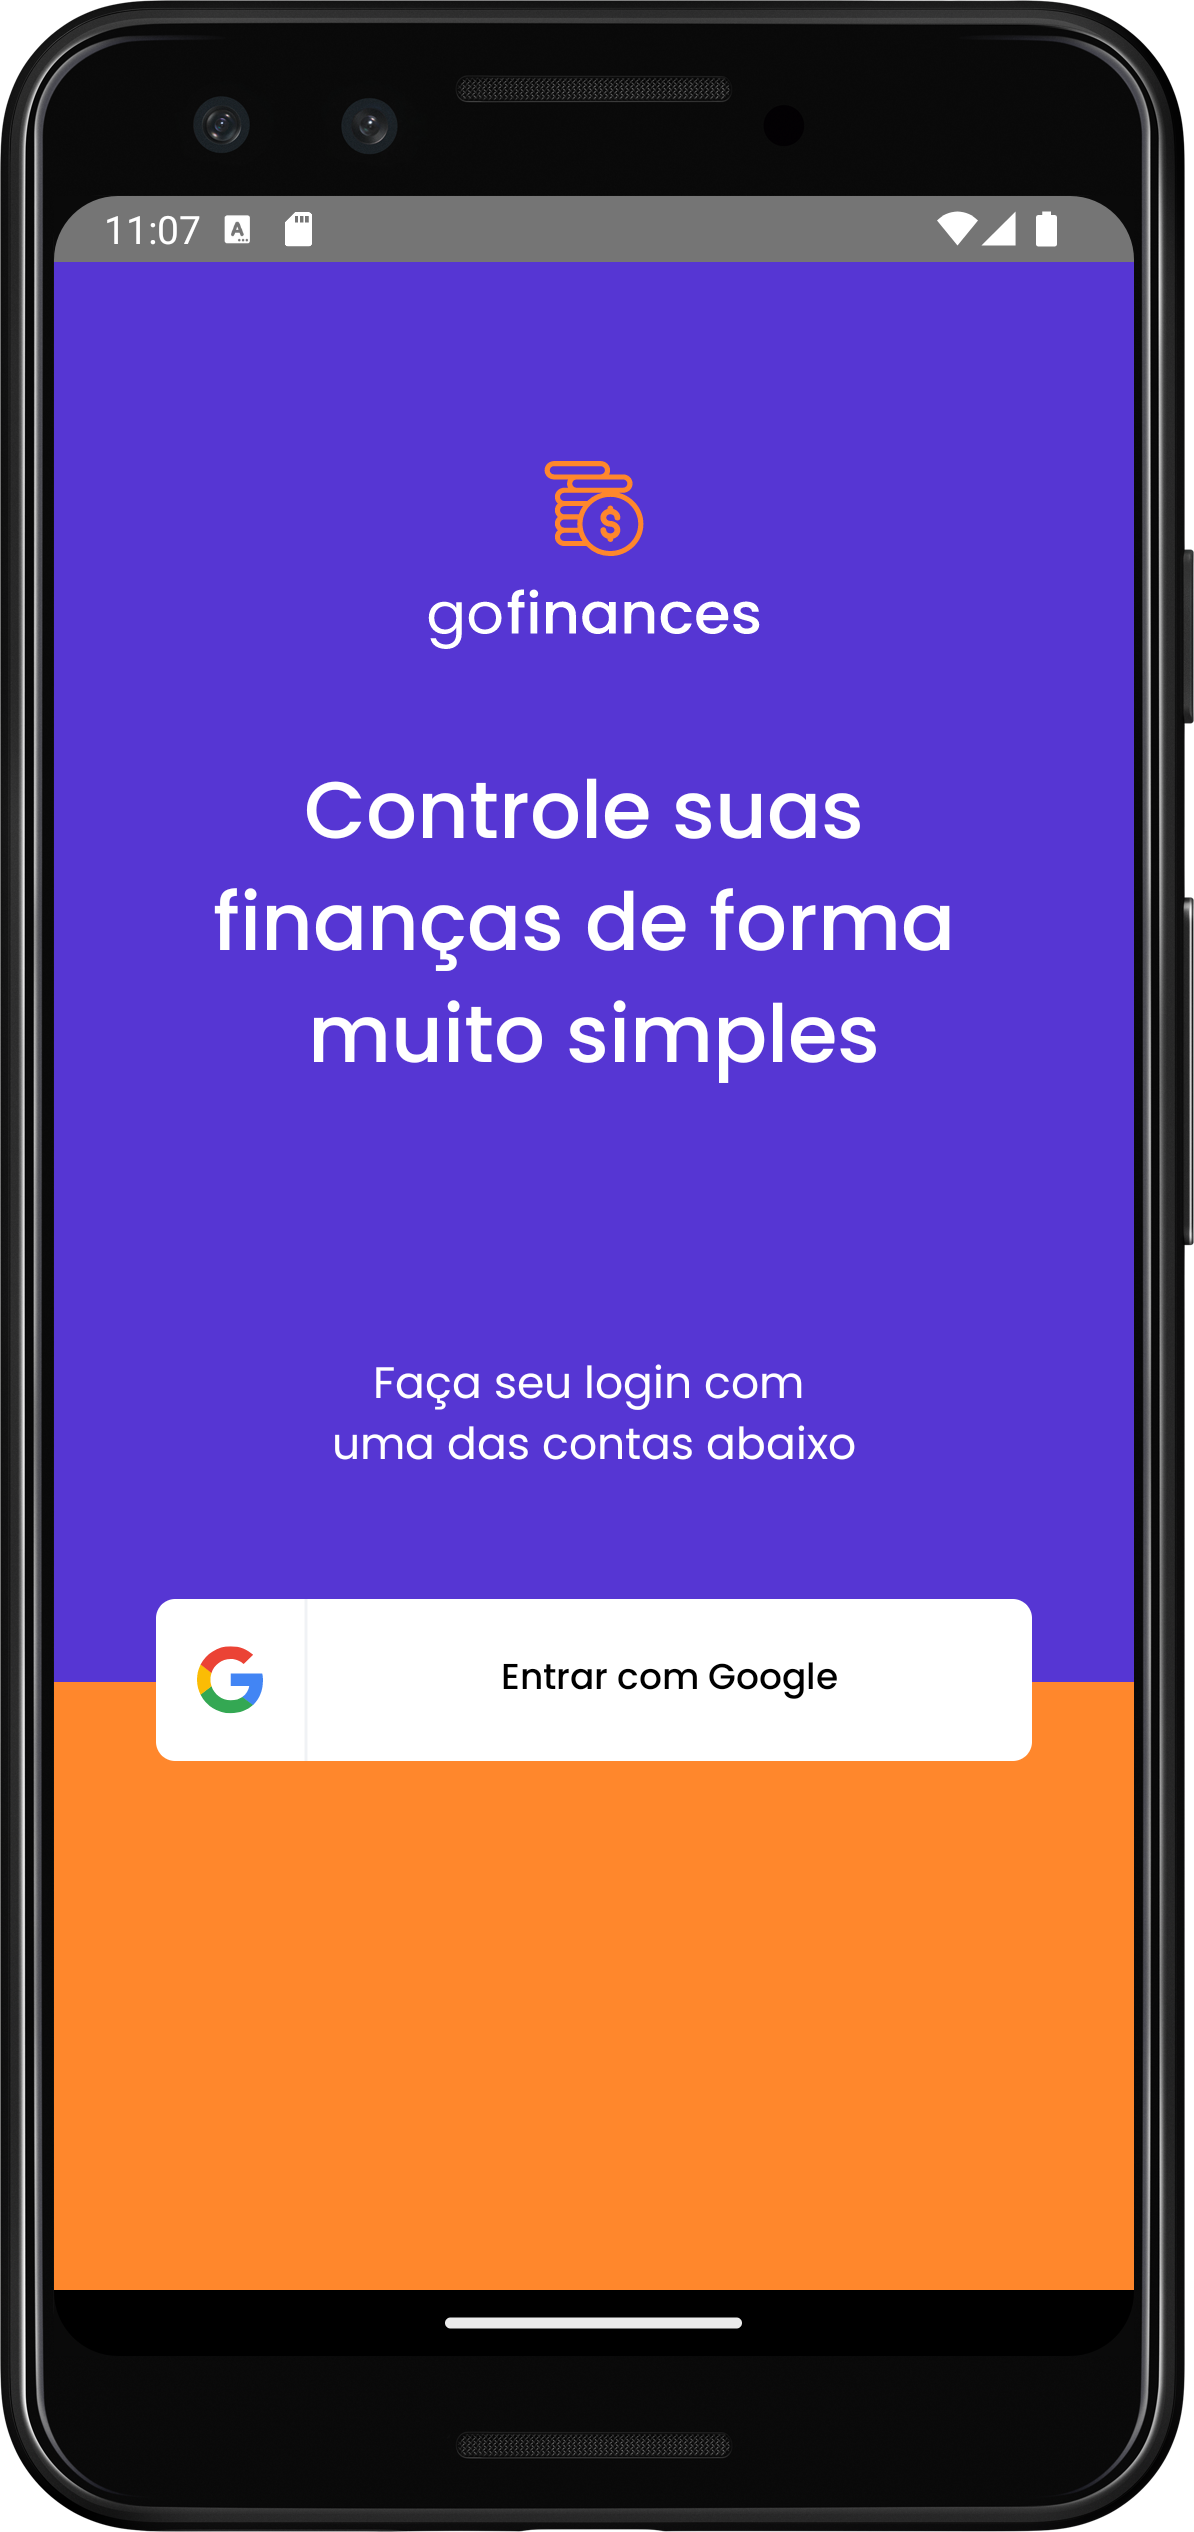 11:07
gofinances
Controle suas
finanças de forma
muito simples
Faça seu login com
uma das contas abaixo
Entrar com Google